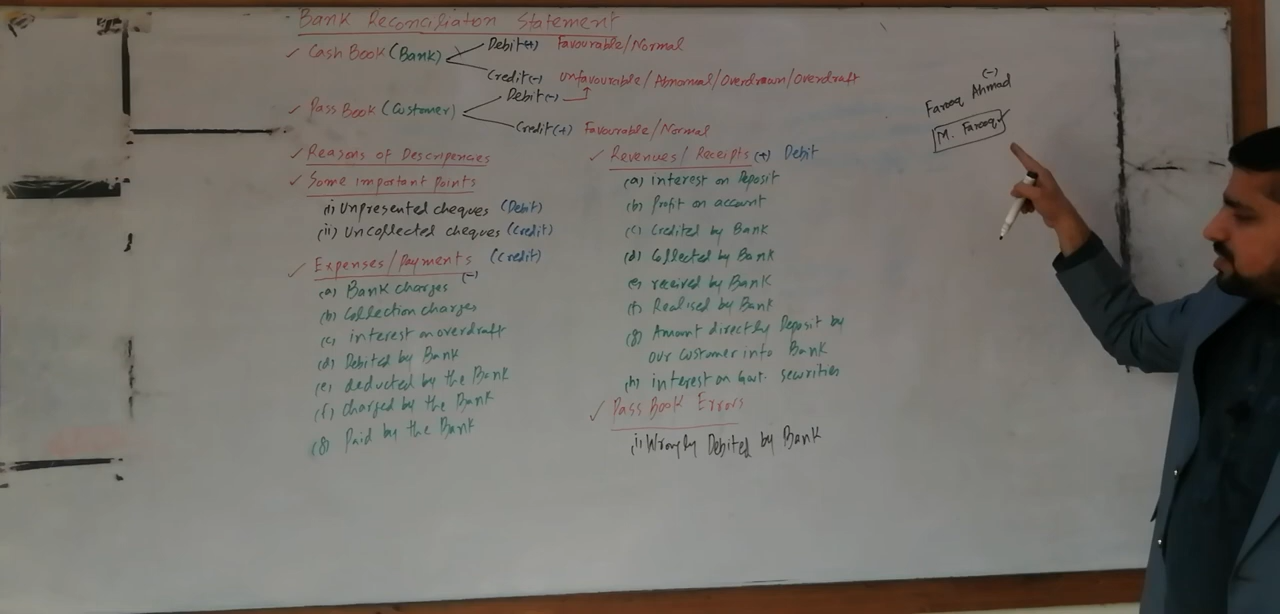 Bank Reconciliation Statement
✓ Cash Book (Bank)
Debit (+) Favourable/Normal
Credit (-) Unfavourable/Abnormal/Overdrawn/Overdraft
✓ Pass Book (Customer)
Debit (-)
Credit (+) Favourable/Normal
✓ Reasons of Descripencies
✓ Some important Points
(i) Unpresented cheques (Debit)
(ii) Uncollected cheques (Credit)
✓ Expenses/Payments (Credit)
(-)
(a) Bank charges
(b) Collection charges
(c) interest on overdraft
(d) Debited by Bank
(e) deducted by the Bank
(f) charged by the Bank
(g) Paid by the Bank
✓ Revenues/Receipts (+) Debit
(a) interest on Deposit
(b) Profit on account
(c) Credited by Bank
(d) Collected by Bank
(e) received by Bank
(f) Realised by Bank
(g) Amount directly Deposit by
our customer into Bank
(h) interest on Govt. securities
✓ Pass Book Errors
(i) Wrongly Debited by Bank
(-)
Farooq Ahmad
M. Farooq